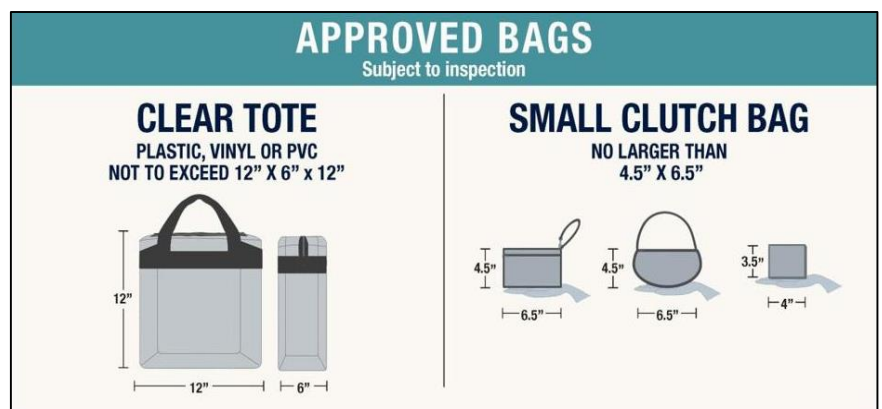 APPROVED BAGS
Subject to inspection
CLEAR TOTE
PLASTIC, VINYL OR PVC
NOT TO EXCEED 12” X 6” x 12”
12”
12”
6”
SMALL CLUTCH BAG
NO LARGER THAN
4.5” X 6.5”
4.5”
6.5”
4.5”
6.5”
3.5”
4”